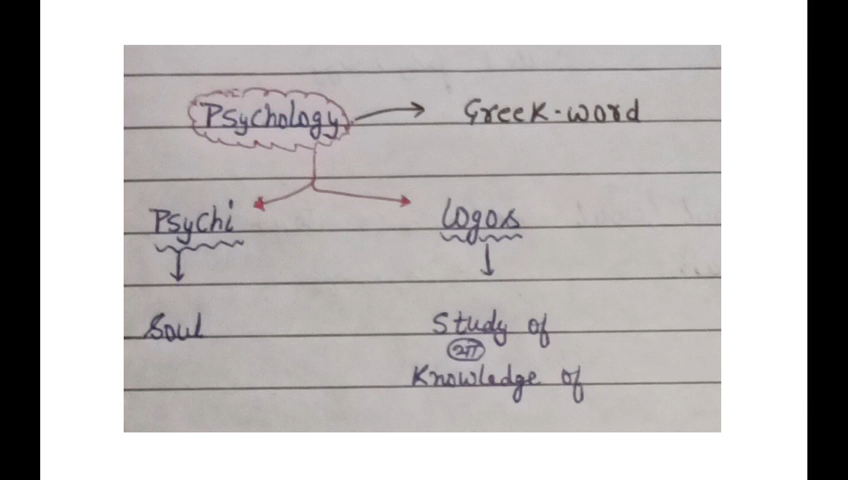 Psychology → Greek-word
Psychi Logos
Soul Study of
या
Knowledge of